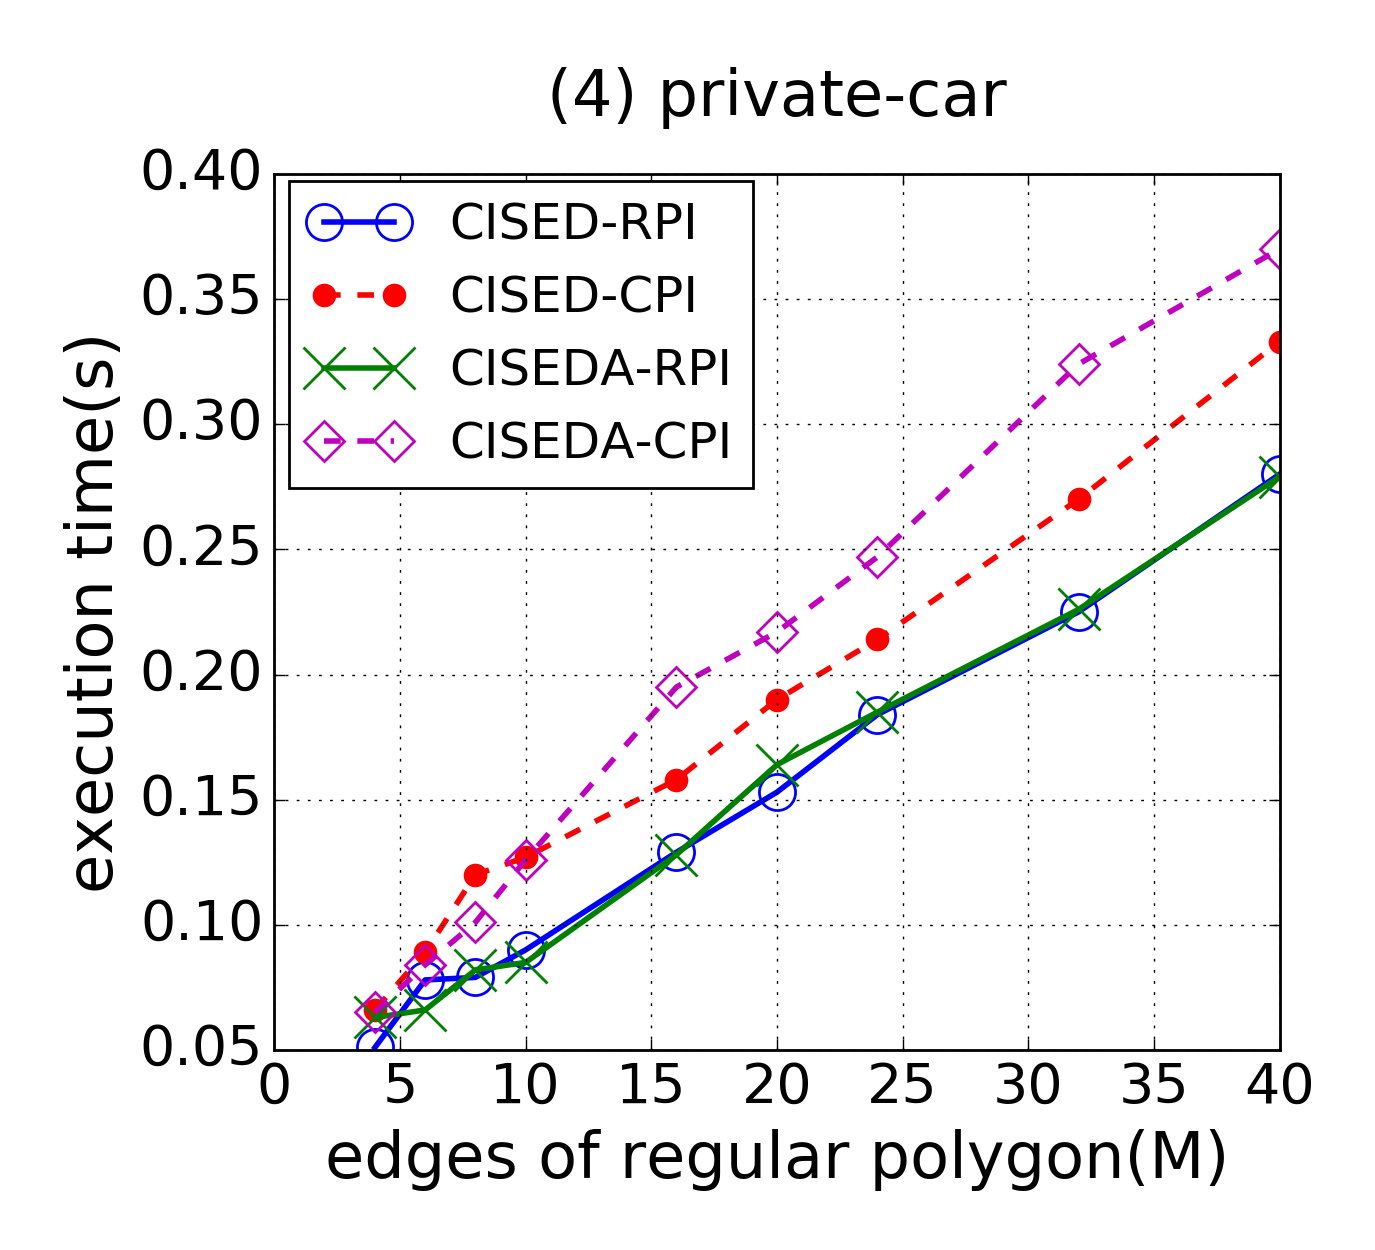 (4) private-car
0.40
0.35
0.30
0.25
0.20
0.15
0.10
0.05
execution time(s)
CISED-RPI
CISED-CPI
CISEDA-RPI
CISEDA-CPI
0 5 10 15 20 25 30 35 40
edges of regular polygon(M)